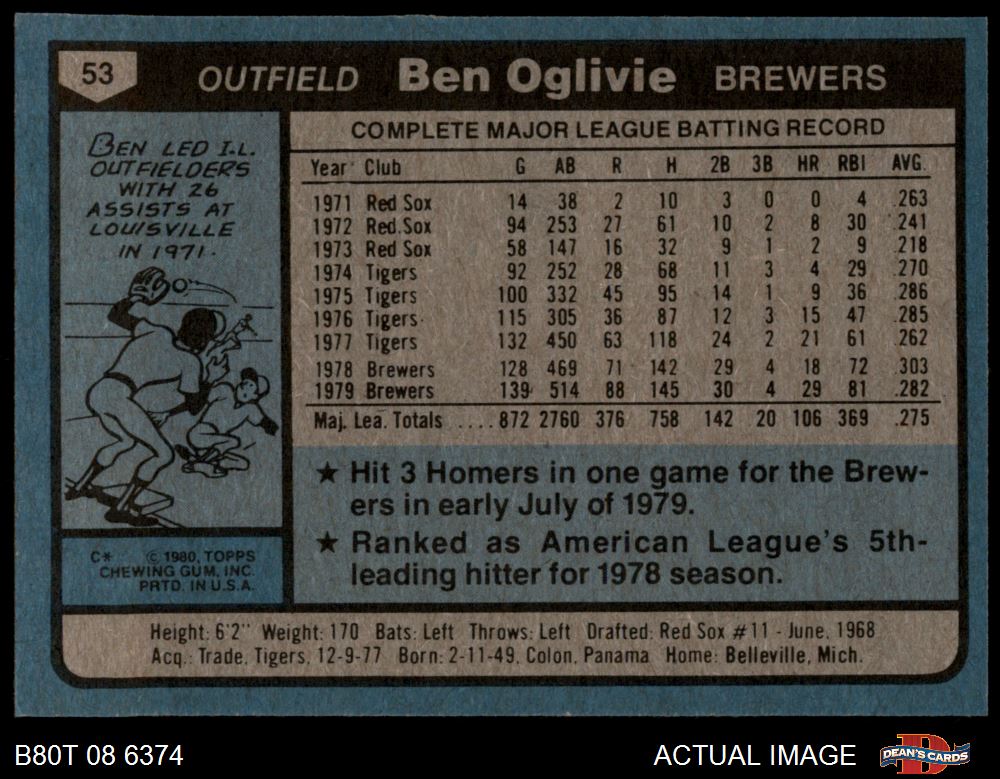 53 OUTFIELD Ben Oglivie BREWERS
BEN LED I.L.
OUTFIELDERS
WITH 26
ASSISTS AT
LOUISVILLE
IN 1971.
COMPLETE MAJOR LEAGUE BATTING RECORD
Year Club G AB R H 2B 3B HR RBI AVG.
1971 Red Sox 14 38 2 10 3 0 0 4 .263
1972 Red.Sox 94 253 27 61 10 2 8 30 .241
1973 Red Sox 58 147 16 32 9 1 2 9 .218
1974 Tigers 92 252 28 68 11 3 4 29 .270
1975 Tigers 100 332 45 95 14 1 9 36 .286
1976 Tigers 115 305 36 87 12 3 15 47 .285
1977 Tigers 132 450 63 118 24 2 21 61 .262
1978 Brewers 128 469 71 142 29 4 18 72 .303
1979 Brewers 139 514 88 145 30 4 29 81 .282
Maj. Lea. Totals .... 872 2760 376 758 142 20 106 369 .275
★ Hit 3 Homers in one game for the Brew-
ers in early July of 1979.
★ Ranked as American League's 5th-
leading hitter for 1978 season.
C* © 1980, TOPPS
CHEWING GUM, INC.
PRTD. IN U.S.A.
Height: 6'2" Weight: 170 Bats: Left Throws: Left Drafted: Red Sox #11 - June, 1968
Acq.: Trade, Tigers, 12-9-77 Born: 2-11-49, Colon, Panama Home: Belleville, Mich.
B80T 08 6374 ACTUAL IMAGE DEAN'S CARDS